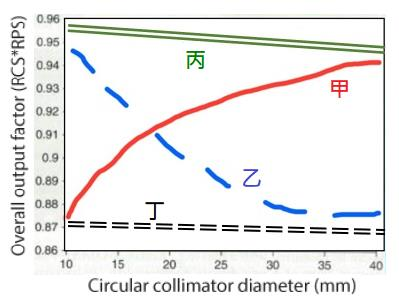 0.96
0.95
0.94
0.93
0.92
0.91
0.9
0.89
0.88
0.87
0.86
Overall output factor (RCS*RPS)
丙
甲
乙
丁
10 15 20 25 30 35 40
Circular collimator diameter (mm)